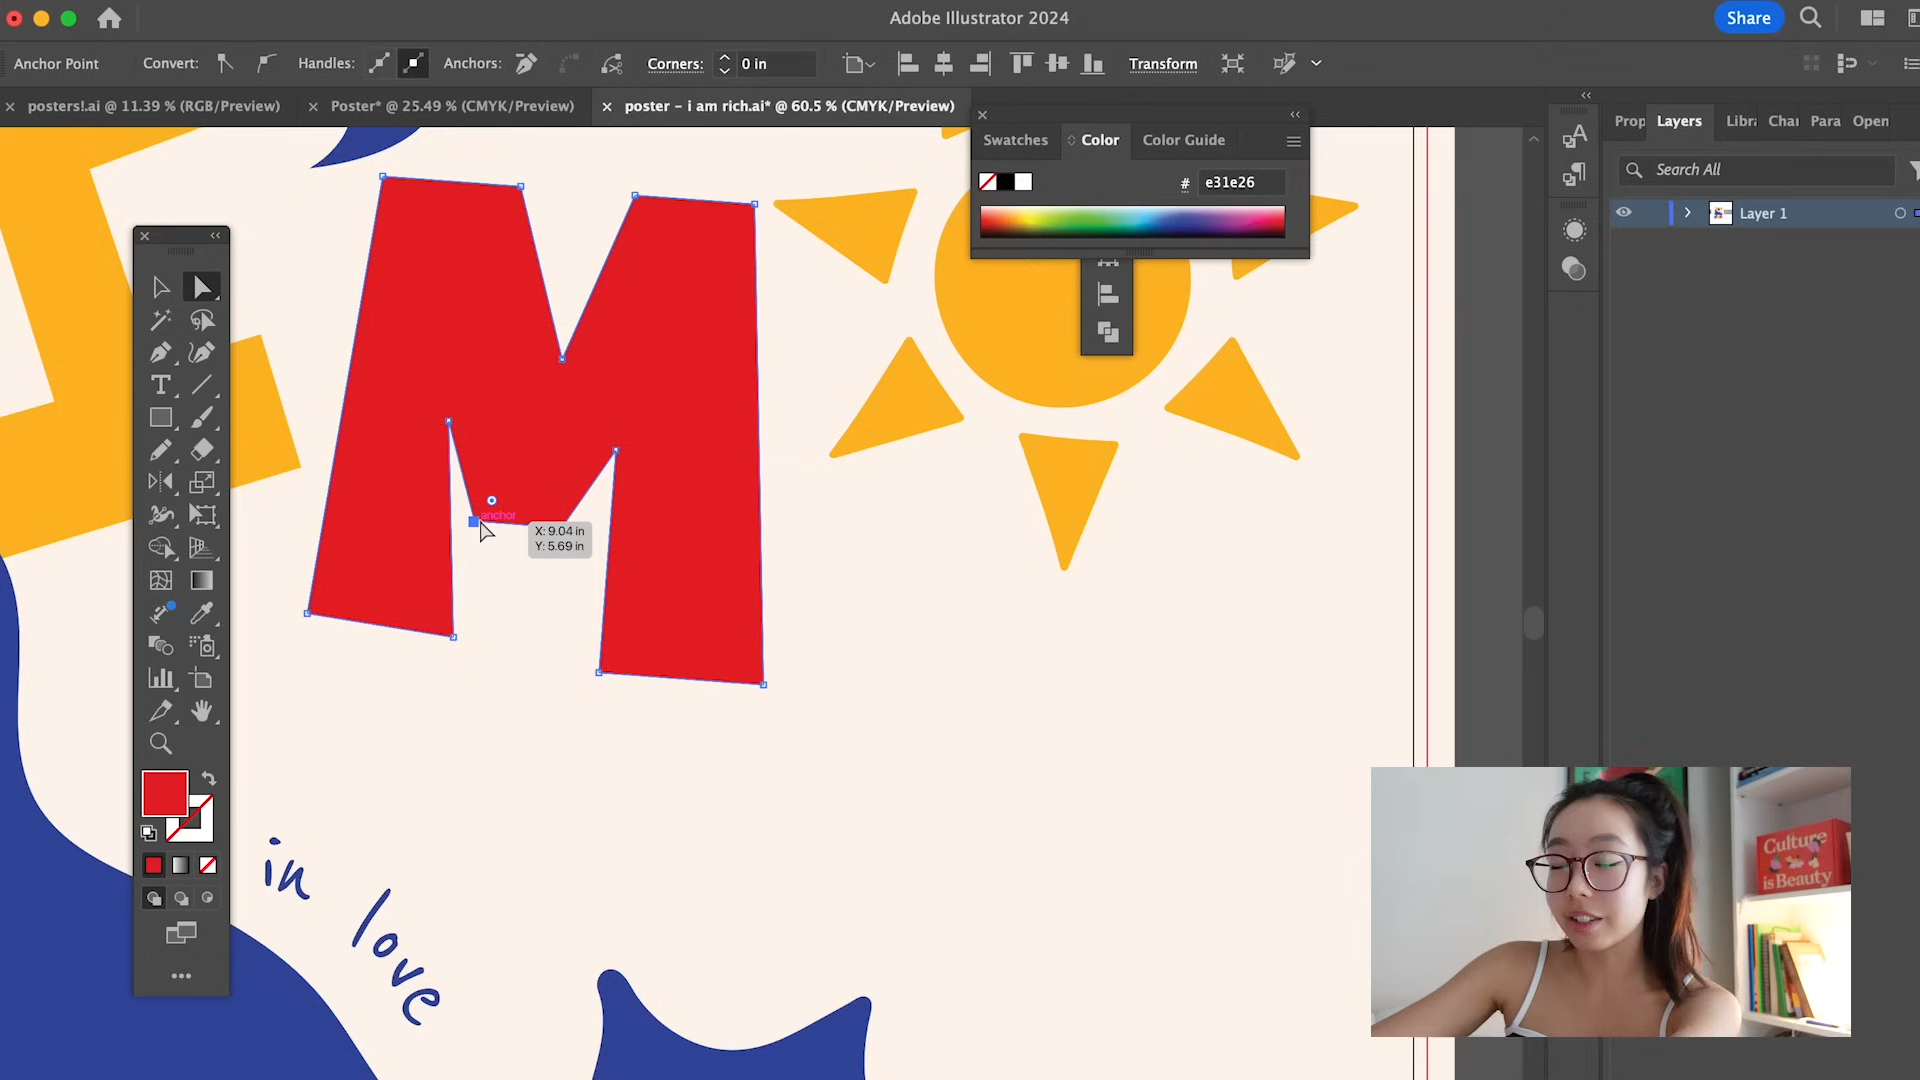 Adobe Illustrator 2024
Share
Anchor Point
Convert:
Handles:
Anchors:
Corners:
0 in
Transform
posters!.ai @ 11.39 % (RGB/Preview)
Poster* @ 25.49 % (CMYK/Preview)
poster – i am rich.ai* @ 60.5 % (CMYK/Preview)
Swatches
Color
Color Guide
# e31e26
Prop
Layers
Libra
Char
Para
Open
Search All
Layer 1
M
anchor
X: 9.04 in
Y: 5.69 in
in love
Culture
is Beauty